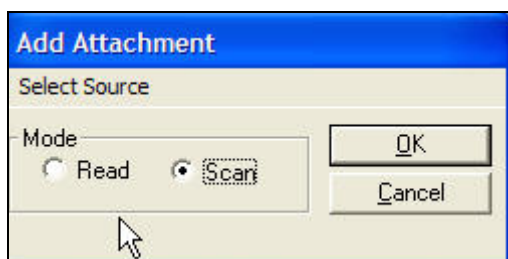 Add Attachment
Select Source
Mode
Read Scan
OK
Cancel